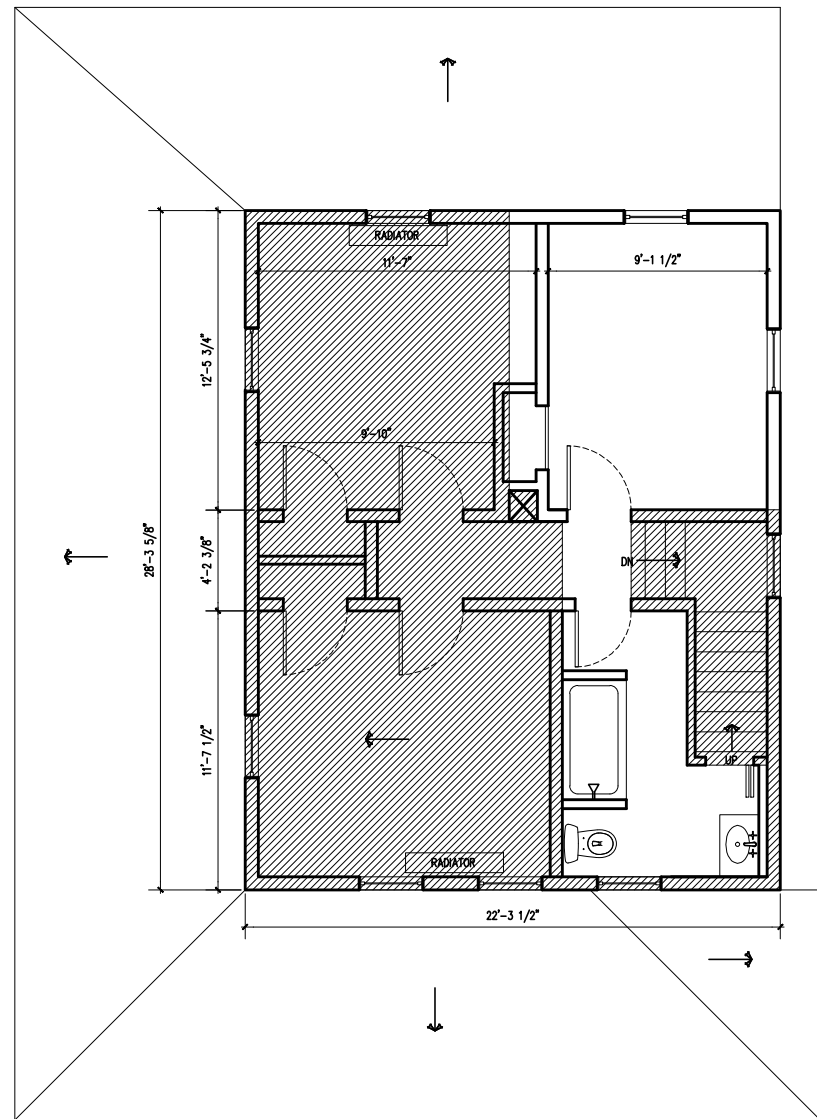 RADIATOR
11'-7"
9'-1 1/2"
12'-5 3/4"
9'-10"
28'-3 5/8"
4'-2 3/8"
DN
11'-7 1/2"
UP
RADIATOR
22'-3 1/2"